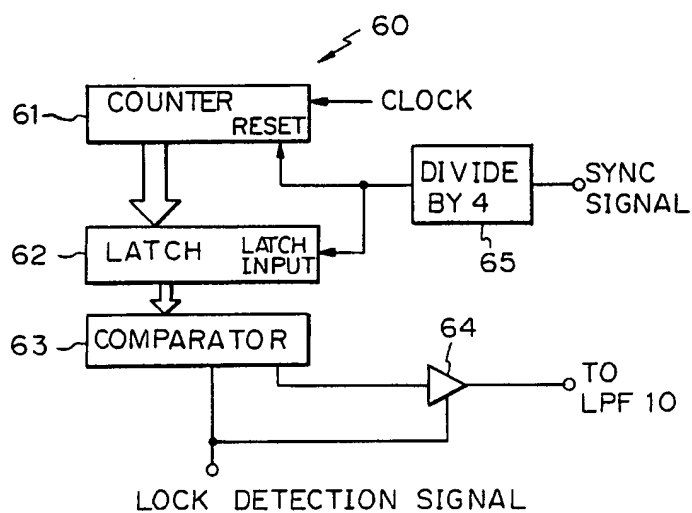 60
COUNTER
61
RESET
CLOCK
DIVIDE
BY 4
SYNC
SIGNAL
65
LATCH
LATCH
INPUT
62
COMPARATOR
63
64
TO
LPF 10
LOCK DETECTION SIGNAL